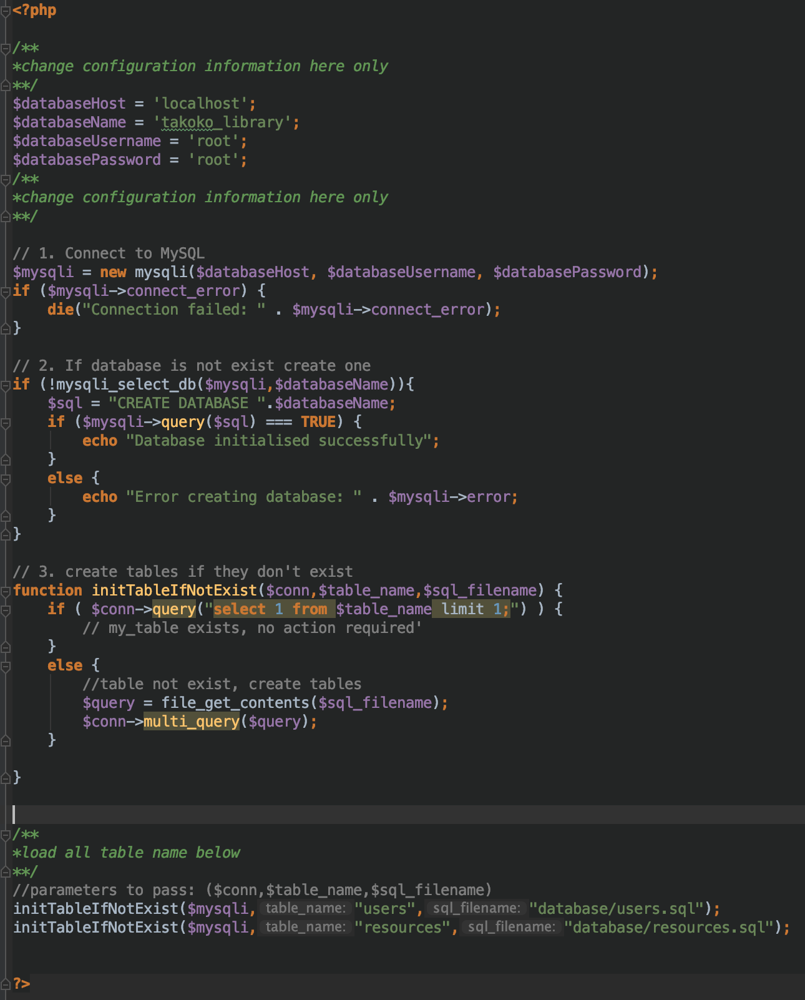 <?php
/**
*change configuration information here only
**/
$databaseHost = 'localhost';
$databaseName = 'takoko_library';
$databaseUsername = 'root';
$databasePassword = 'root';
/**
*change configuration information here only
**/
// 1. Connect to MySQL
$mysqli = new mysqli($databaseHost, $databaseUsername, $databasePassword);
if ($mysqli->connect_error) {
    die("Connection failed: " . $mysqli->connect_error);
}
// 2. If database is not exist create one
if (!mysqli_select_db($mysqli,$databaseName)){
    $sql = "CREATE DATABASE ".$databaseName;
    if ($mysqli->query($sql) === TRUE) {
        echo "Database initialised successfully";
    }
    else {
        echo "Error creating database: " . $mysqli->error;
    }
}
// 3. create tables if they don't exist
function initTableIfNotExist($conn,$table_name,$sql_filename) {
    if ( $conn->query("select 1 from $table_name limit 1;") ) {
        // my_table exists, no action required'
    }
    else {
        //table not exist, create tables
        $query = file_get_contents($sql_filename);
        $conn->multi_query($query);
    }
}
/**
*load all table name below
**/
//parameters to pass: ($conn,$table_name,$sql_filename)
initTableIfNotExist($mysqli, table_name: "users", sql_filename: "database/users.sql");
initTableIfNotExist($mysqli, table_name: "resources", sql_filename: "database/resources.sql");
?>